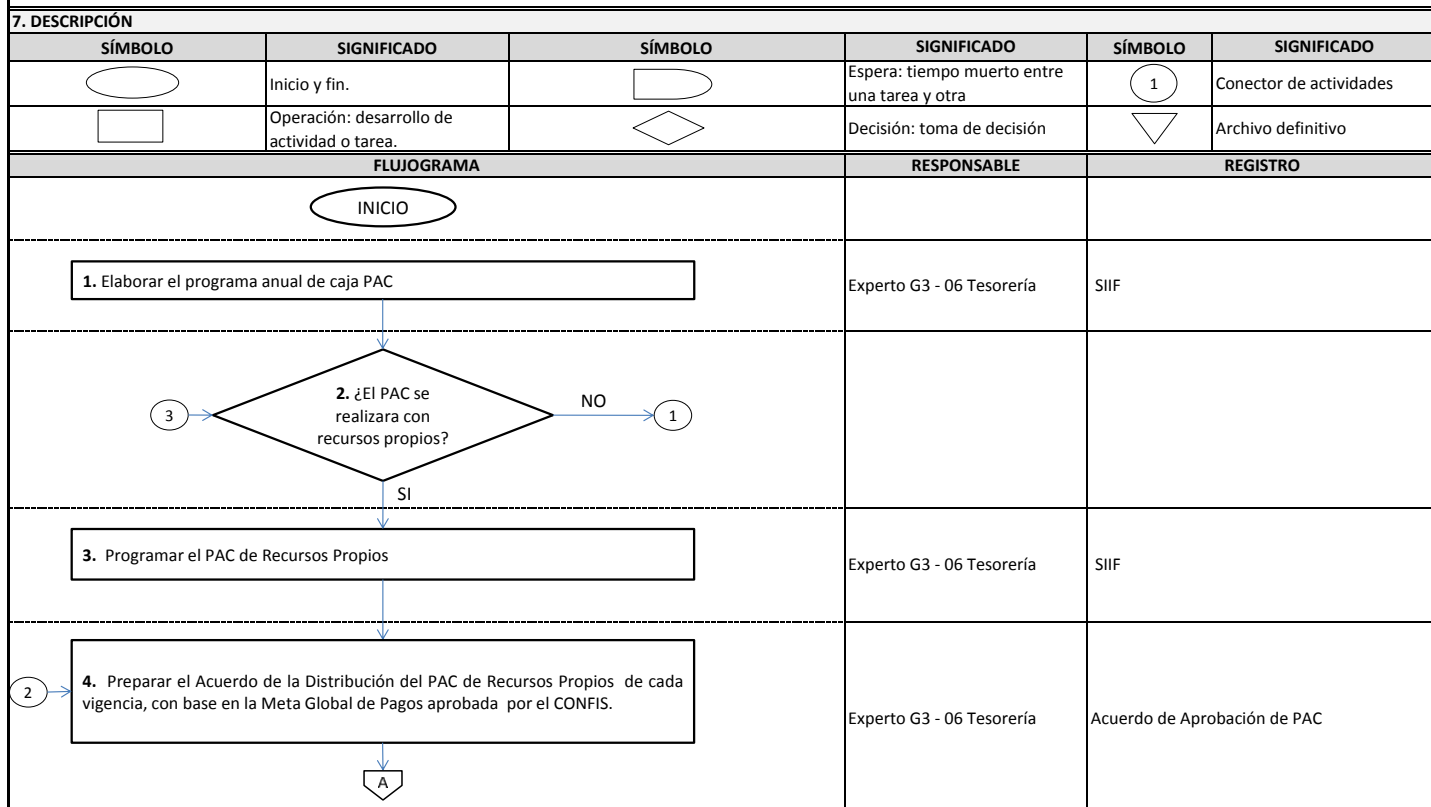 7. DESCRIPCIÓN
SÍMBOLO SIGNIFICADO SÍMBOLO SIGNIFICADO SÍMBOLO SIGNIFICADO
Inicio y fin.
Espera: tiempo muerto entre
una tarea y otra
1
Conector de actividades
Operación: desarrollo de
actividad o tarea.
Decisión: toma de decisión
Archivo definitivo
FLUJOGRAMA RESPONSABLE REGISTRO
INICIO
1. Elaborar el programa anual de caja PAC
Experto G3 - 06 Tesorería
SIIF
2. ¿El PAC se
realizara con
recursos propios?
3
NO
1
SI
3. Programar el PAC de Recursos Propios
Experto G3 - 06 Tesorería
SIIF
2
4. Preparar el Acuerdo de la Distribución del PAC de Recursos Propios de cada
vigencia, con base en la Meta Global de Pagos aprobada por el CONFIS.
Experto G3 - 06 Tesorería
Acuerdo de Aprobación de PAC
A